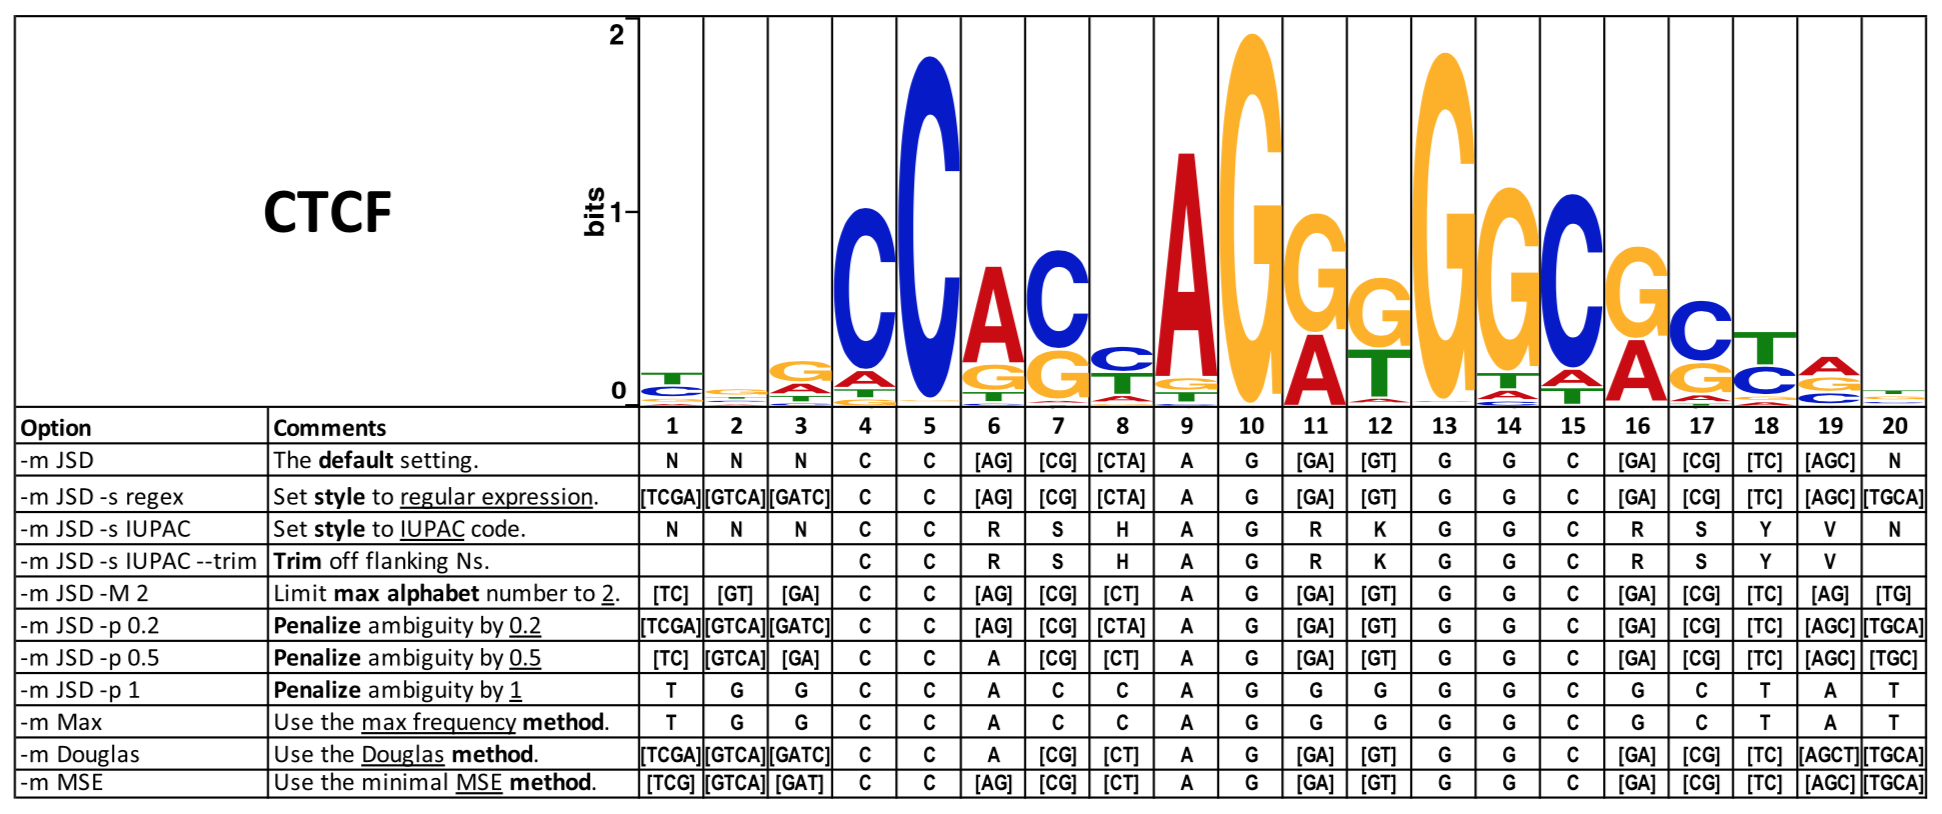 CTCF
bits
2
1
0
Option Comments 1 2 3 4 5 6 7 8 9 10 11 12 13 14 15 16 17 18 19 20
-m JSD The default setting. N N N C C [AG] [CG] [CTA] A G [GA] [GT] G G C [GA] [CG] [TC] [AGC] N
-m JSD -s regex Set style to regular expression. [TCGA] [GTCA] [GATC] C C [AG] [CG] [CTA] A G [GA] [GT] G G C [GA] [CG] [TC] [AGC] [TGCA]
-m JSD -s IUPAC Set style to IUPAC code. N N N C C R S H A G R K G G C R S Y V N
-m JSD -s IUPAC --trim Trim off flanking Ns. C C R S H A G R K G G C R S Y V
-m JSD -M 2 Limit max alphabet number to 2. [TC] [GT] [GA] C C [AG] [CG] [CT] A G [GA] [GT] G G C [GA] [CG] [TC] [AG] [TG]
-m JSD -p 0.2 Penalize ambiguity by 0.2 [TCGA] [GTCA] [GATC] C C [AG] [CG] [CTA] A G [GA] [GT] G G C [GA] [CG] [TC] [AGC] [TGCA]
-m JSD -p 0.5 Penalize ambiguity by 0.5 [TC] [GTCA] [GA] C C A [CG] [CT] A G [GA] [GT] G G C [GA] [CG] [TC] [AGC] [TGC]
-m JSD -p 1 Penalize ambiguity by 1 T G G C C A C C A G G G G G C G C T A T
-m Max Use the max frequency method. T G G C C A C C A G G G G G C G C T A T
-m Douglas Use the Douglas method. [TCGA] [GTCA] [GATC] C C A [CG] [CT] A G [GA] [GT] G G C [GA] [CG] [TC] [AGCT] [TGCA]
-m MSE Use the minimal MSE method. [TCG] [GTCA] [GAT] C C [AG] [CG] [CT] A G [GA] [GT] G G C [GA] [CG] [TC] [AGC] [TGCA]